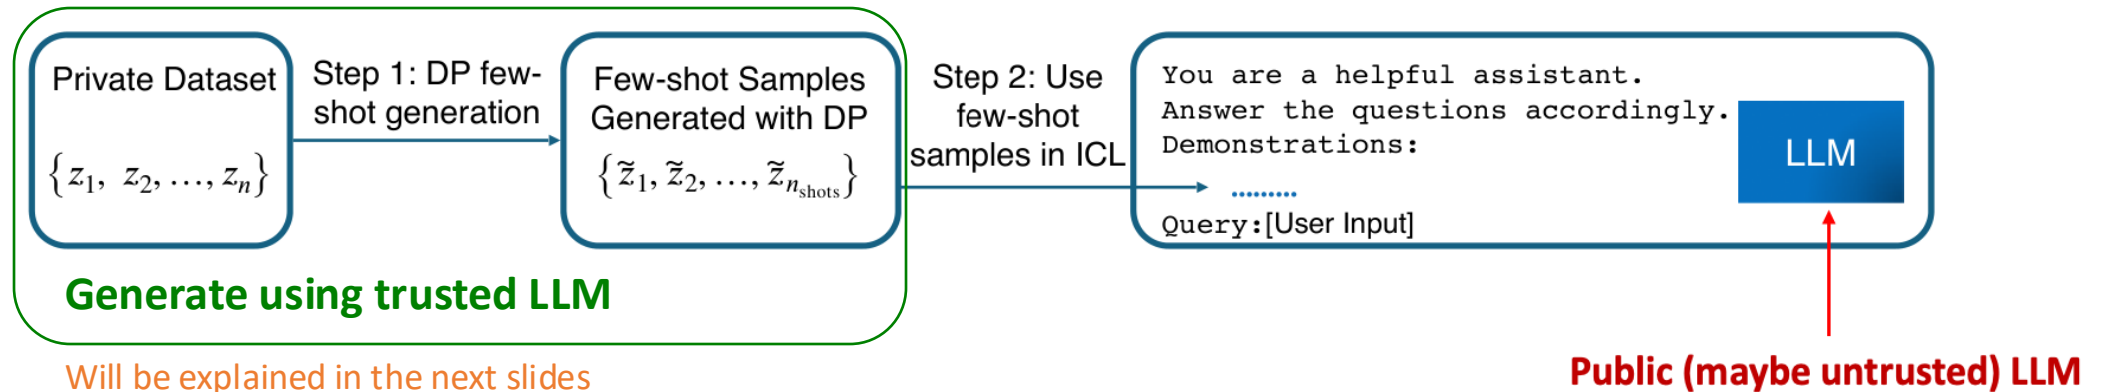 Private Dataset
{z₁, z₂, …, zₙ}
Step 1: DP few-
shot generation
Few-shot Samples
Generated with DP
{z̃₁, z̃₂, …, z̃ₙ_shots}
Generate using trusted LLM
Will be explained in the next slides
Step 2: Use
few-shot
samples in ICL
You are a helpful assistant.
Answer the questions accordingly.
Demonstrations:
.........
Query:[User Input]
LLM
Public (maybe untrusted) LLM